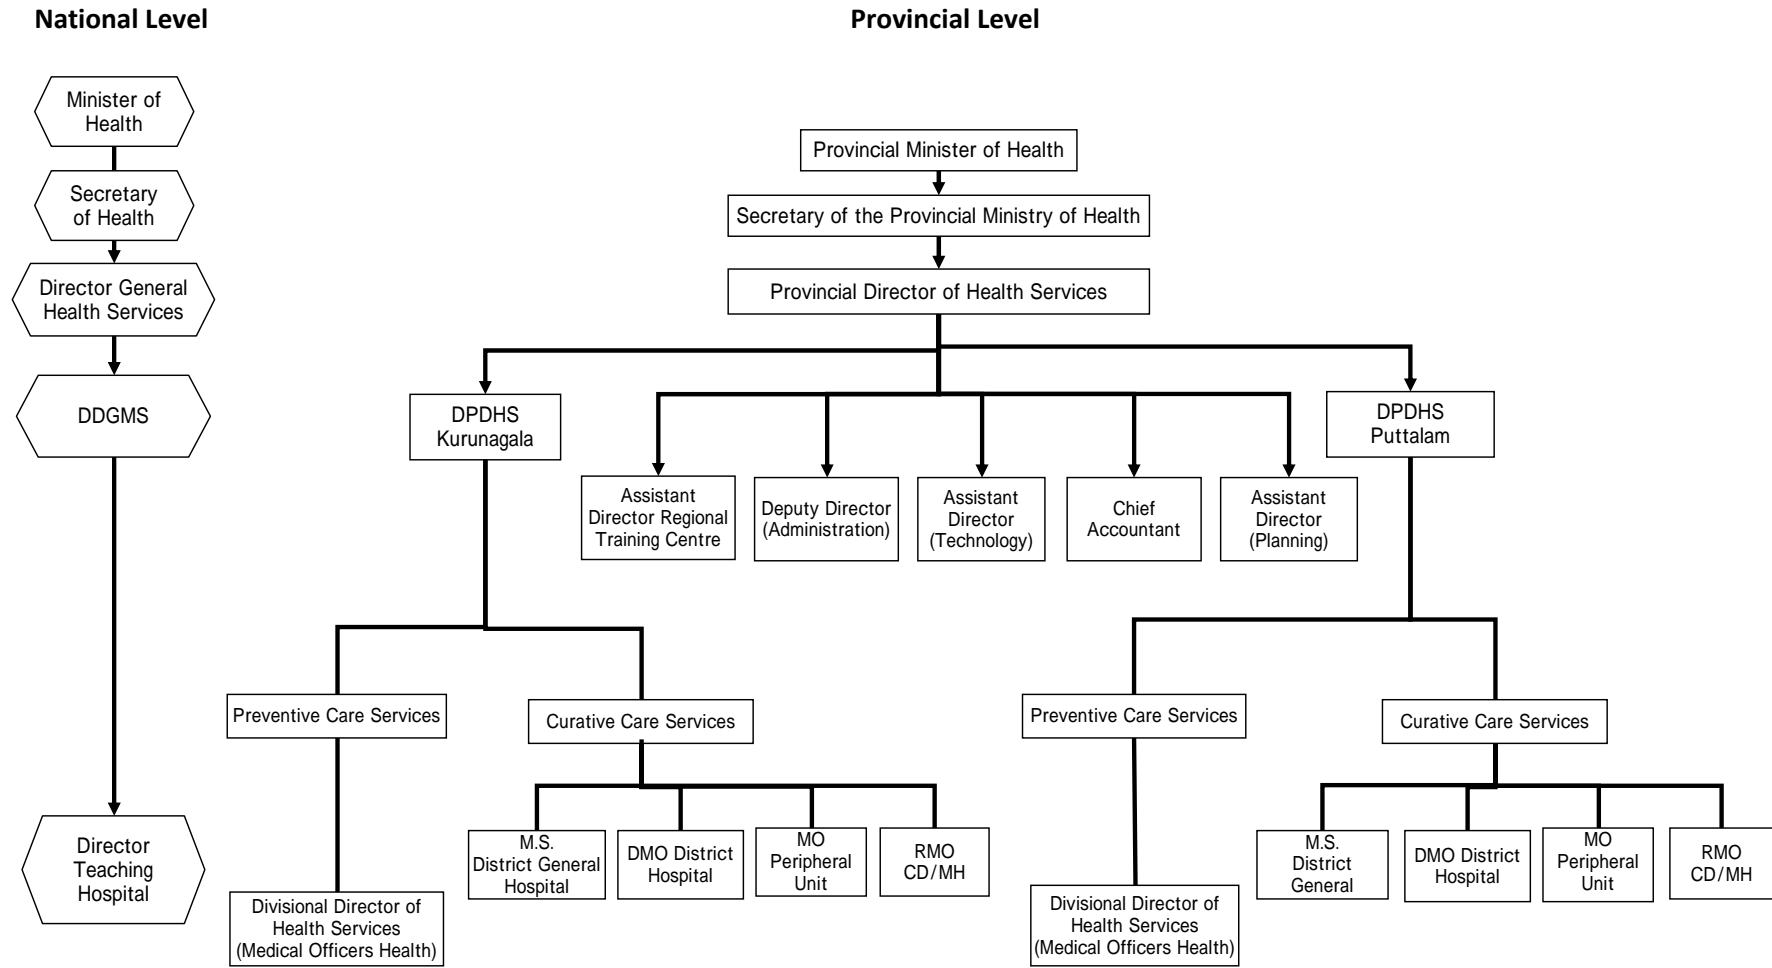 National Level
Provincial Level
Minister of
Health
Secretary
of Health
Director General
Health Services
DDGMS
Director
Teaching
Hospital
Provincial Minister of Health
Secretary of the Provincial Ministry of Health
Provincial Director of Health Services
DPDHS
Kurunagala
DPDHS
Puttalam
Assistant
Director Regional
Training Centre
Deputy Director
(Administration)
Assistant
Director
(Technology)
Chief
Accountant
Assistant
Director
(Planning)
Preventive Care Services
Curative Care Services
Preventive Care Services
Curative Care Services
M.S.
District General
Hospital
DMO District
Hospital
MO
Peripheral
Unit
RMO
CD/MH
Divisional Director of
Health Services
(Medical Officers Health)
M.S.
District
General
DMO District
Hospital
MO
Peripheral
Unit
RMO
CD/MH
Divisional Director of
Health Services
(Medical Officers Health)